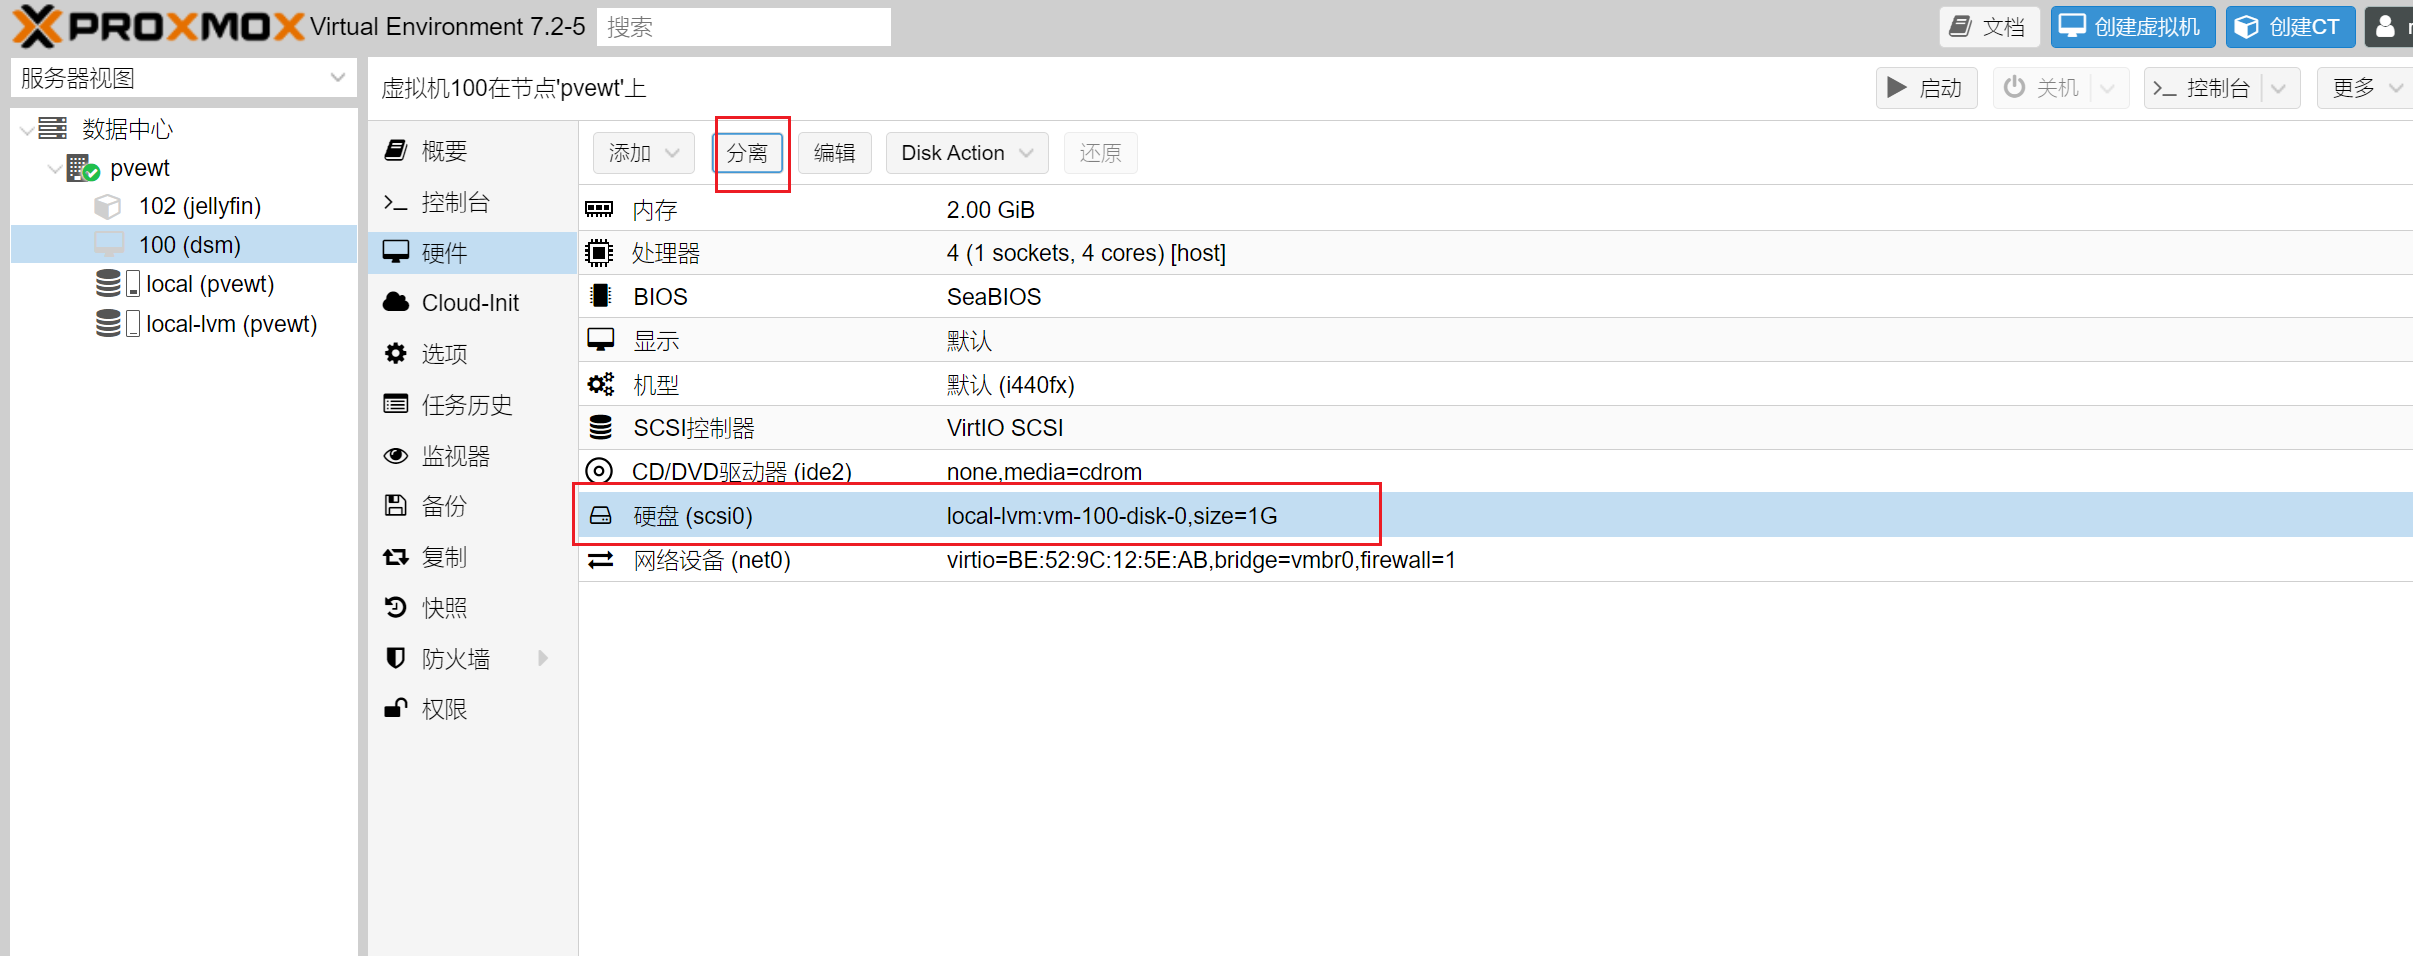 PROXMOX Virtual Environment 7.2-5 搜索 文档 创建虚拟机 创建CT
服务器视图
虚拟机100在节点'pvewt'上 启动 关机 控制台 更多
数据中心
pvewt
102 (jellyfin)
100 (dsm)
local (pvewt)
local-lvm (pvewt)
概要
控制台
硬件
Cloud-Init
选项
任务历史
监视器
备份
复制
快照
防火墙
权限
添加 分离 编辑 Disk Action 还原
内存 2.00 GiB
处理器 4 (1 sockets, 4 cores) [host]
BIOS SeaBIOS
显示 默认
机型 默认 (i440fx)
SCSI控制器 VirtIO SCSI
CD/DVD驱动器 (ide2) none,media=cdrom
硬盘 (scsi0) local-lvm:vm-100-disk-0,size=1G
网络设备 (net0) virtio=BE:52:9C:12:5E:AB,bridge=vmbr0,firewall=1